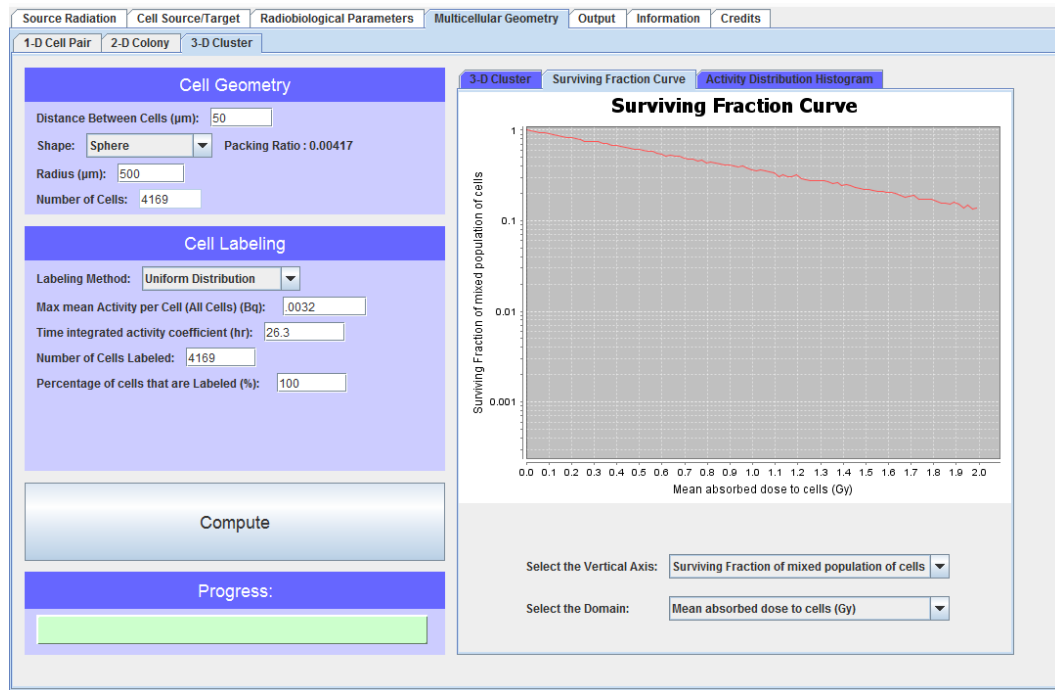 Source Radiation Cell Source/Target Radiobiological Parameters Multicellular Geometry Output Information Credits
1-D Cell Pair 2-D Colony 3-D Cluster
Cell Geometry
Distance Between Cells (µm): 50
Shape: Sphere Packing Ratio : 0.00417
Radius (µm): 500
Number of Cells: 4169
Cell Labeling
Labeling Method: Uniform Distribution
Max mean Activity per Cell (All Cells) (Bq): .0032
Time integrated activity coefficient (hr): 26.3
Number of Cells Labeled: 4169
Percentage of cells that are Labeled (%): 100
Compute
Progress:
3-D Cluster Surviving Fraction Curve Activity Distribution Histogram
Surviving Fraction Curve
Surviving Fraction of mixed population of cells
1
0.1
0.01
0.001
0.0 0.1 0.2 0.3 0.4 0.5 0.6 0.7 0.8 0.9 1.0 1.1 1.2 1.3 1.4 1.5 1.6 1.7 1.8 1.9 2.0
Mean absorbed dose to cells (Gy)
Select the Vertical Axis: Surviving Fraction of mixed population of cells
Select the Domain: Mean absorbed dose to cells (Gy)